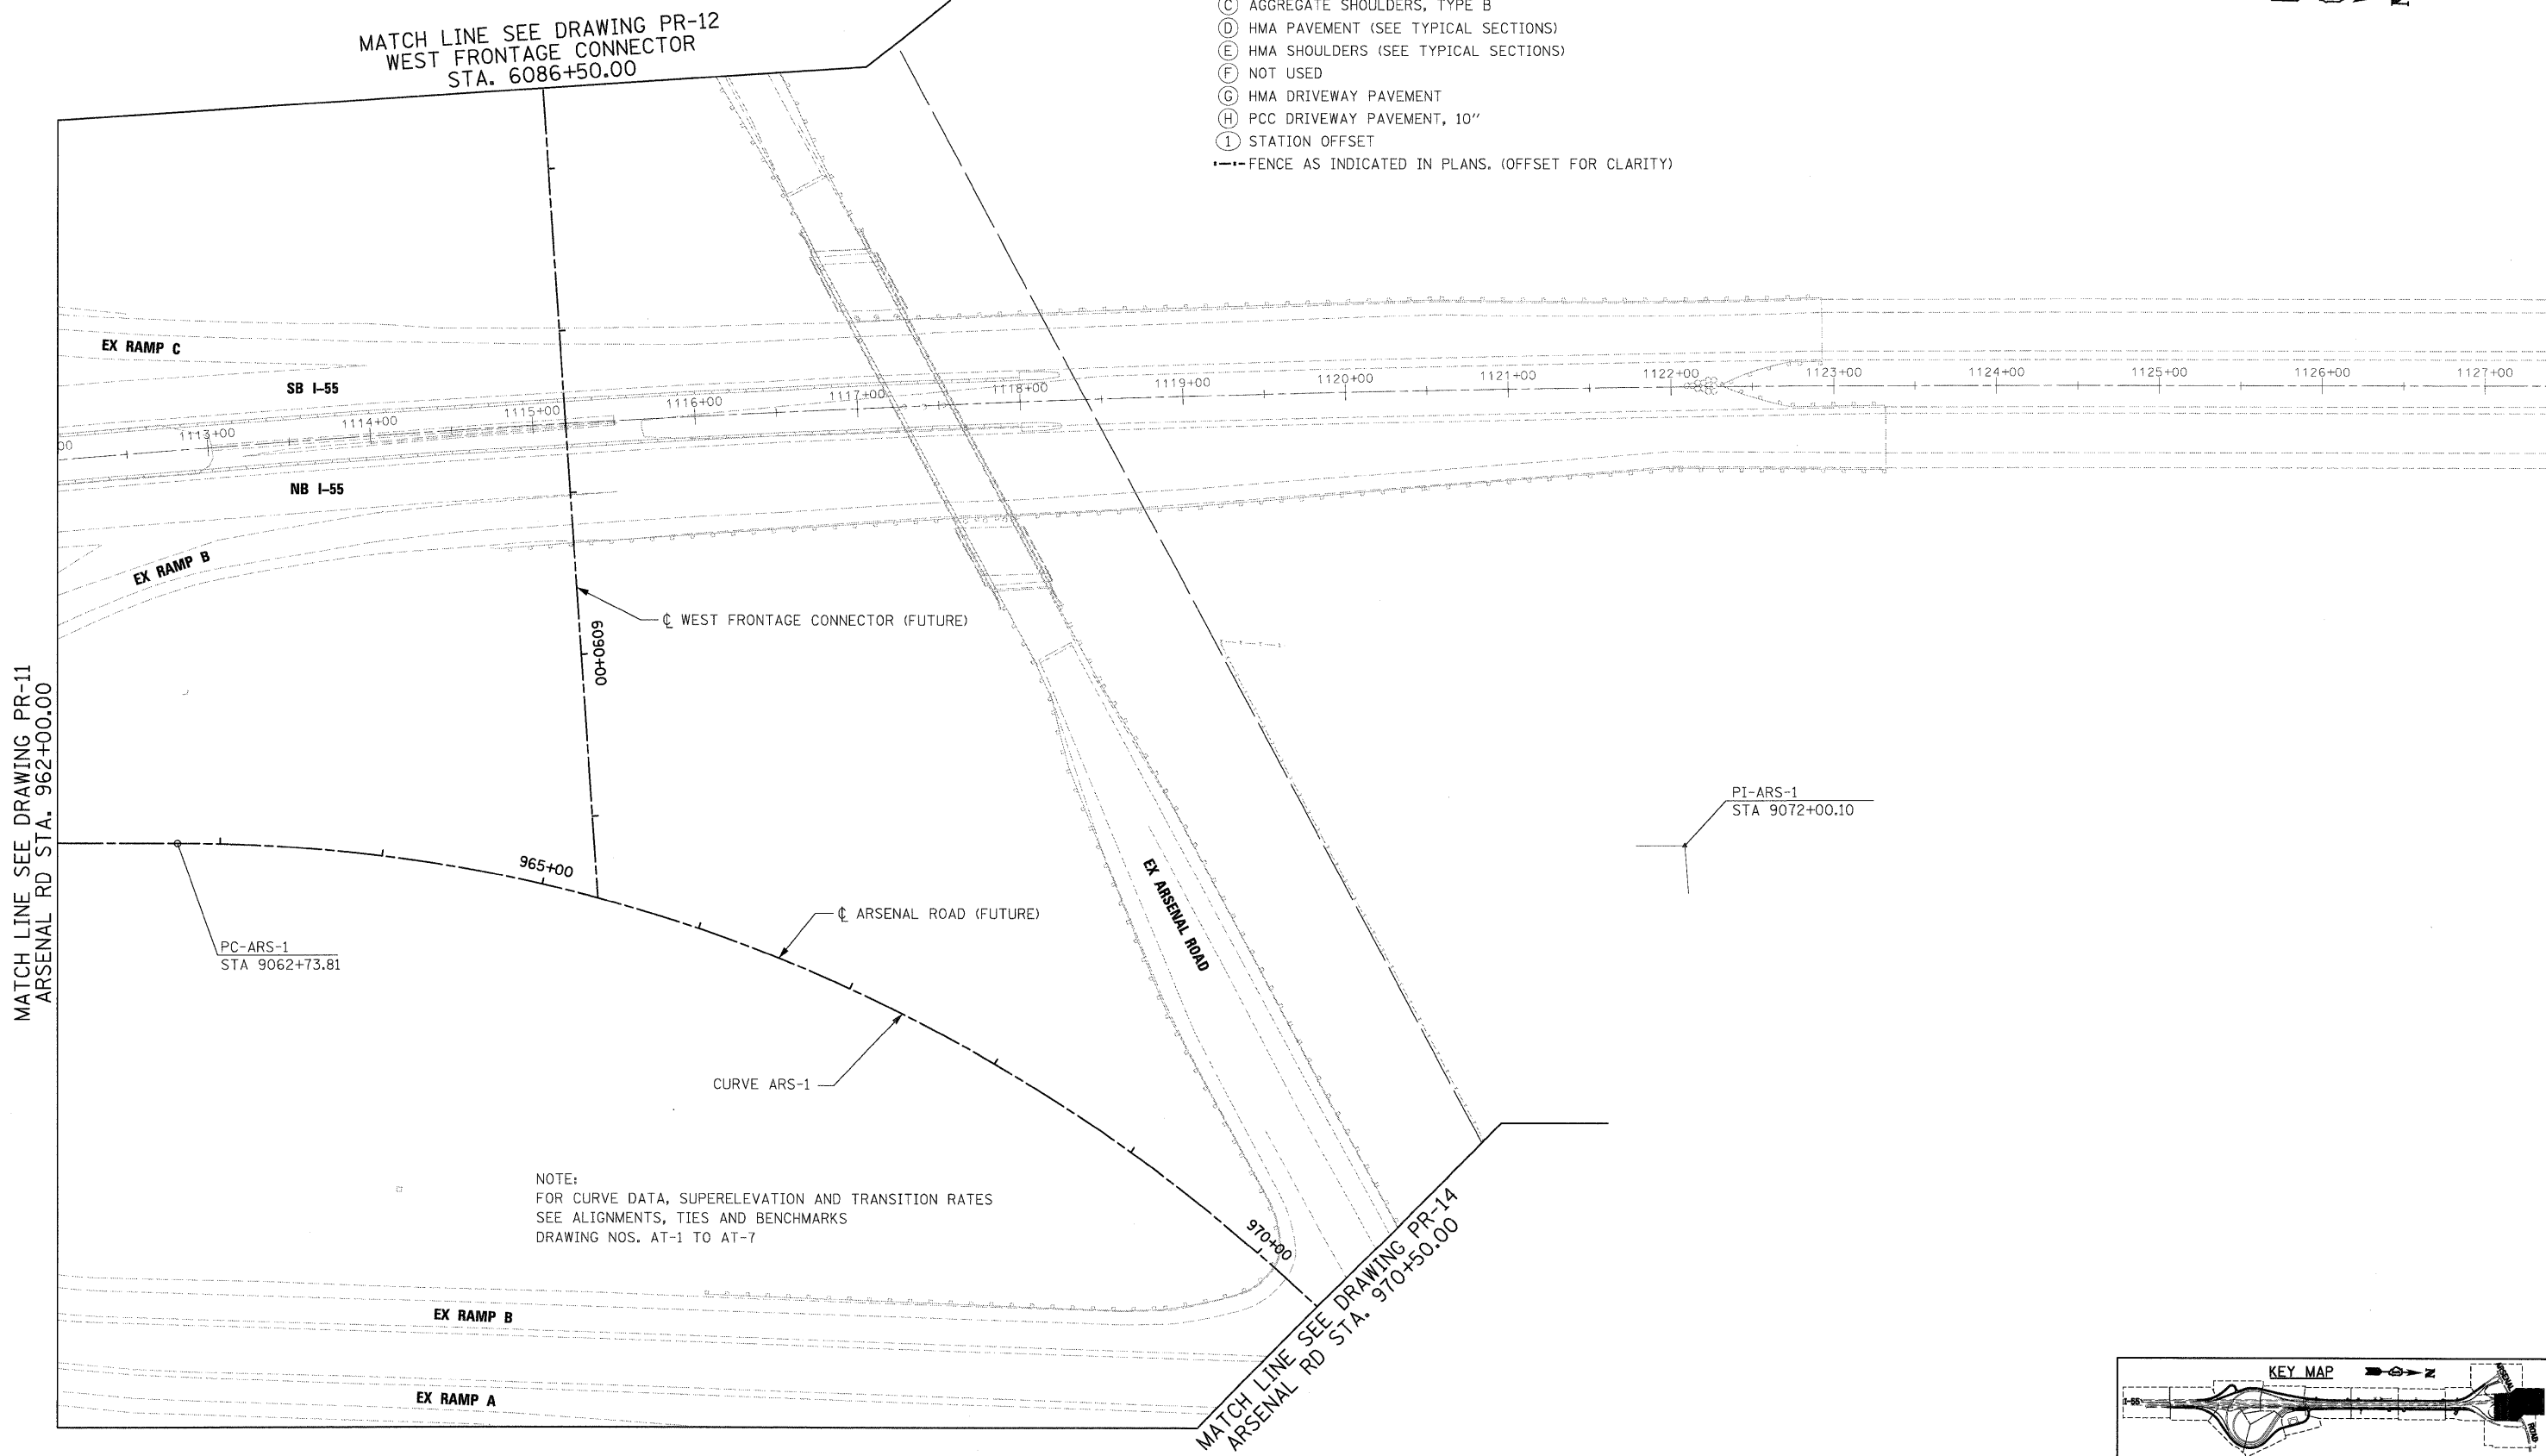 MATCH LINE SEE DRAWING PR-12
WEST FRONTAGE CONNECTOR
STA. 6086+50.00
Ⓒ AGGREGATE SHOULDERS, TYPE B
Ⓓ HMA PAVEMENT (SEE TYPICAL SECTIONS)
Ⓔ HMA SHOULDERS (SEE TYPICAL SECTIONS)
Ⓕ NOT USED
Ⓖ HMA DRIVEWAY PAVEMENT
Ⓗ PCC DRIVEWAY PAVEMENT, 10"
① STATION OFFSET
FENCE AS INDICATED IN PLANS. (OFFSET FOR CLARITY)
EX RAMP C
SB I-55
00
1113+00
1114+00
1115+00
1116+00
1117+00
1118+00
1119+00
1120+00
1121+00
1122+00
1123+00
1124+00
1125+00
1126+00
1127+00
NB I-55
EX RAMP B
℄ WEST FRONTAGE CONNECTOR (FUTURE)
6090+00
MATCH LINE SEE DRAWING PR-11
ARSENAL RD STA. 962+00.00
PI-ARS-1
STA 9072+00.10
965+00
EX ARSENAL ROAD
℄ ARSENAL ROAD (FUTURE)
PC-ARS-1
STA 9062+73.81
CURVE ARS-1
NOTE:
FOR CURVE DATA, SUPERELEVATION AND TRANSITION RATES
SEE ALIGNMENTS, TIES AND BENCHMARKS
DRAWING NOS. AT-1 TO AT-7
970+00
MATCH LINE SEE DRAWING PR-14
ARSENAL RD STA. 970+50.00
EX RAMP B
EX RAMP A
KEY MAP
N
I-55
ARSENAL
ROAD